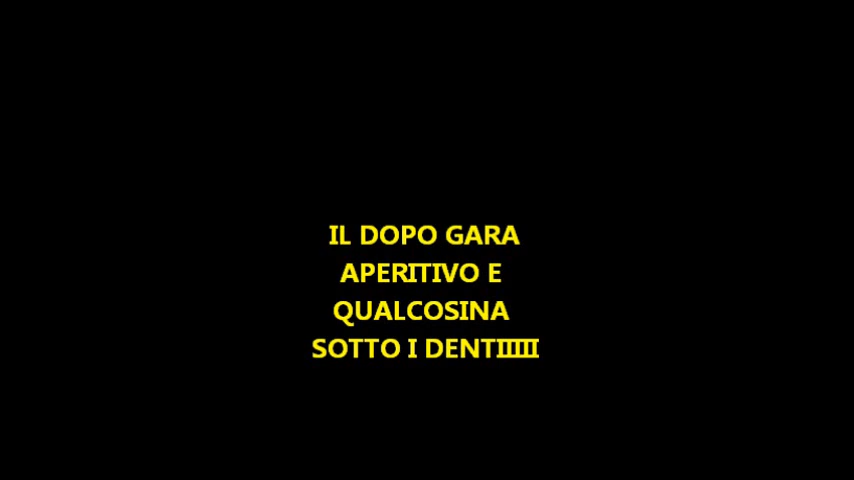 IL DOPO GARA
APERITIVO E
QUALCOSINA
SOTTO I DENTIIIII